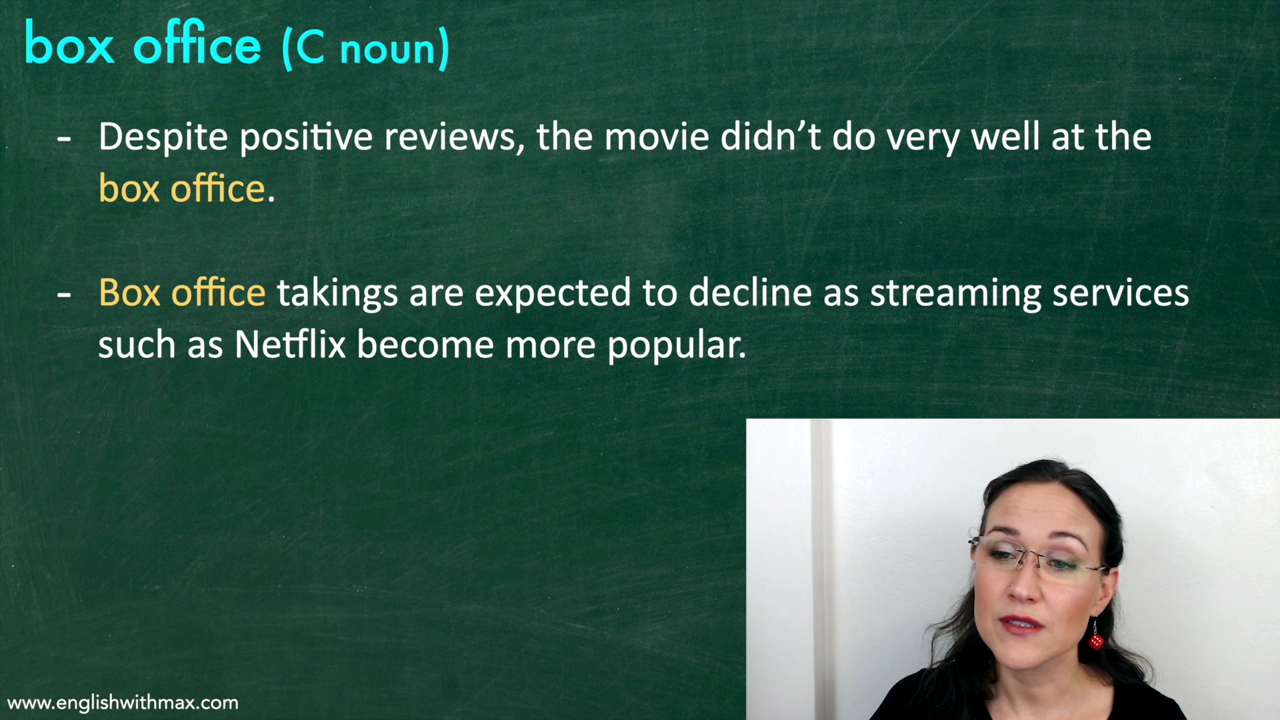 box office (C noun)
- Despite positive reviews, the movie didn’t do very well at the
box office.
- Box office takings are expected to decline as streaming services
such as Netflix become more popular.
www.englishwithmax.com